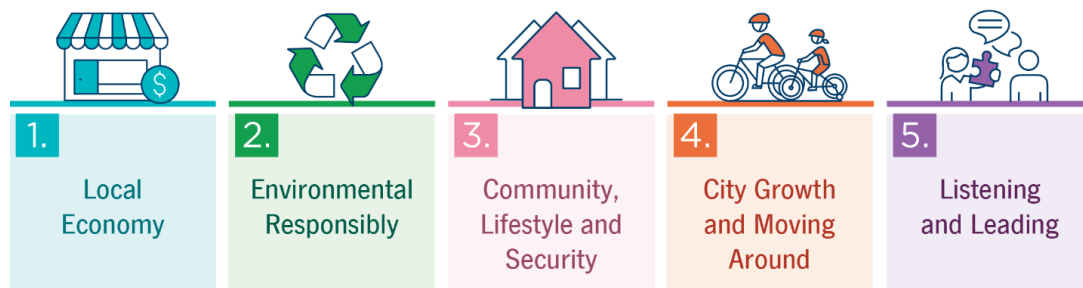 $
1.
Local
Economy
2.
Environmental
Responsibly
3.
Community,
Lifestyle and
Security
4.
City Growth
and Moving
Around
5.
Listening
and Leading